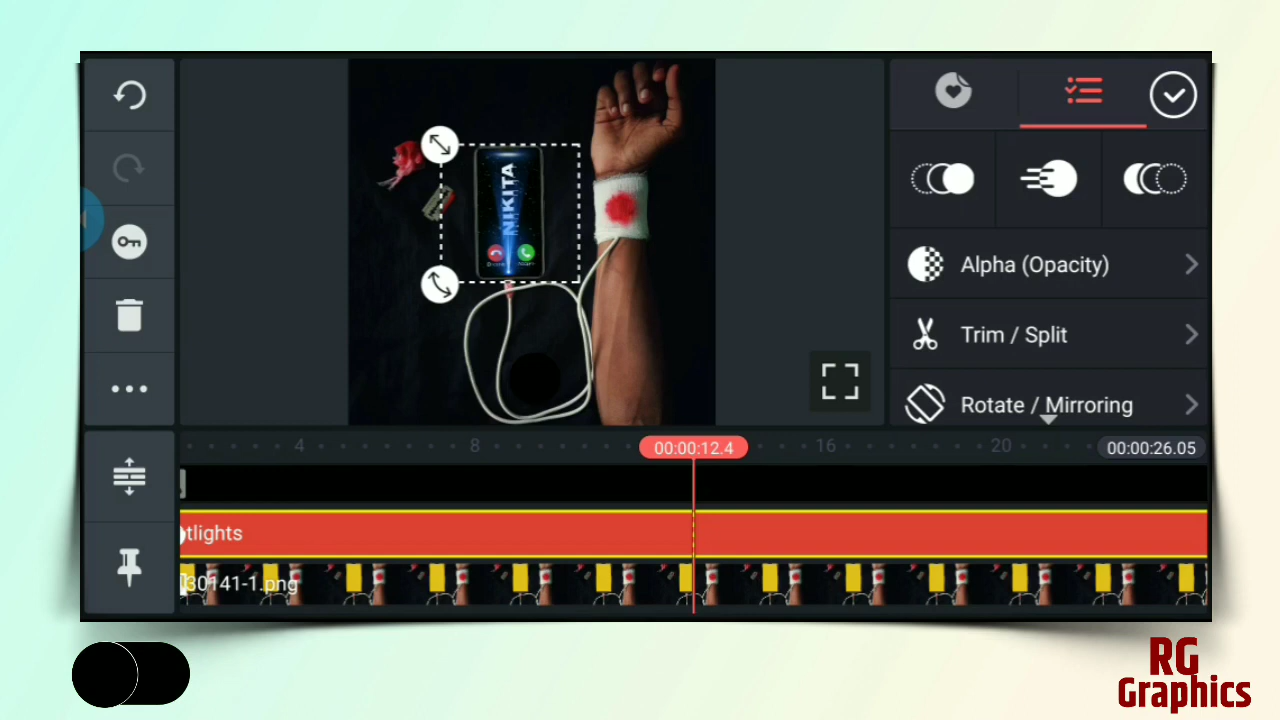 NIKITA
Alpha (Opacity)
Trim / Split
Rotate / Mirroring
4
8
00:00:12.4
16
20
00:00:26.05
tlights
30141-1.png
RG
Graphics